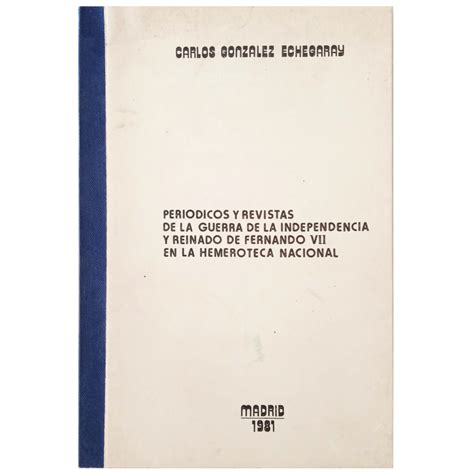 CARLOS GONZALEZ ECHEGARAY
PERIODICOS Y REVISTAS
DE LA GUERRA DE LA INDEPENDENCIA
Y REINADO DE FERNANDO VII
EN LA HEMEROTECA NACIONAL
MADRID
1981